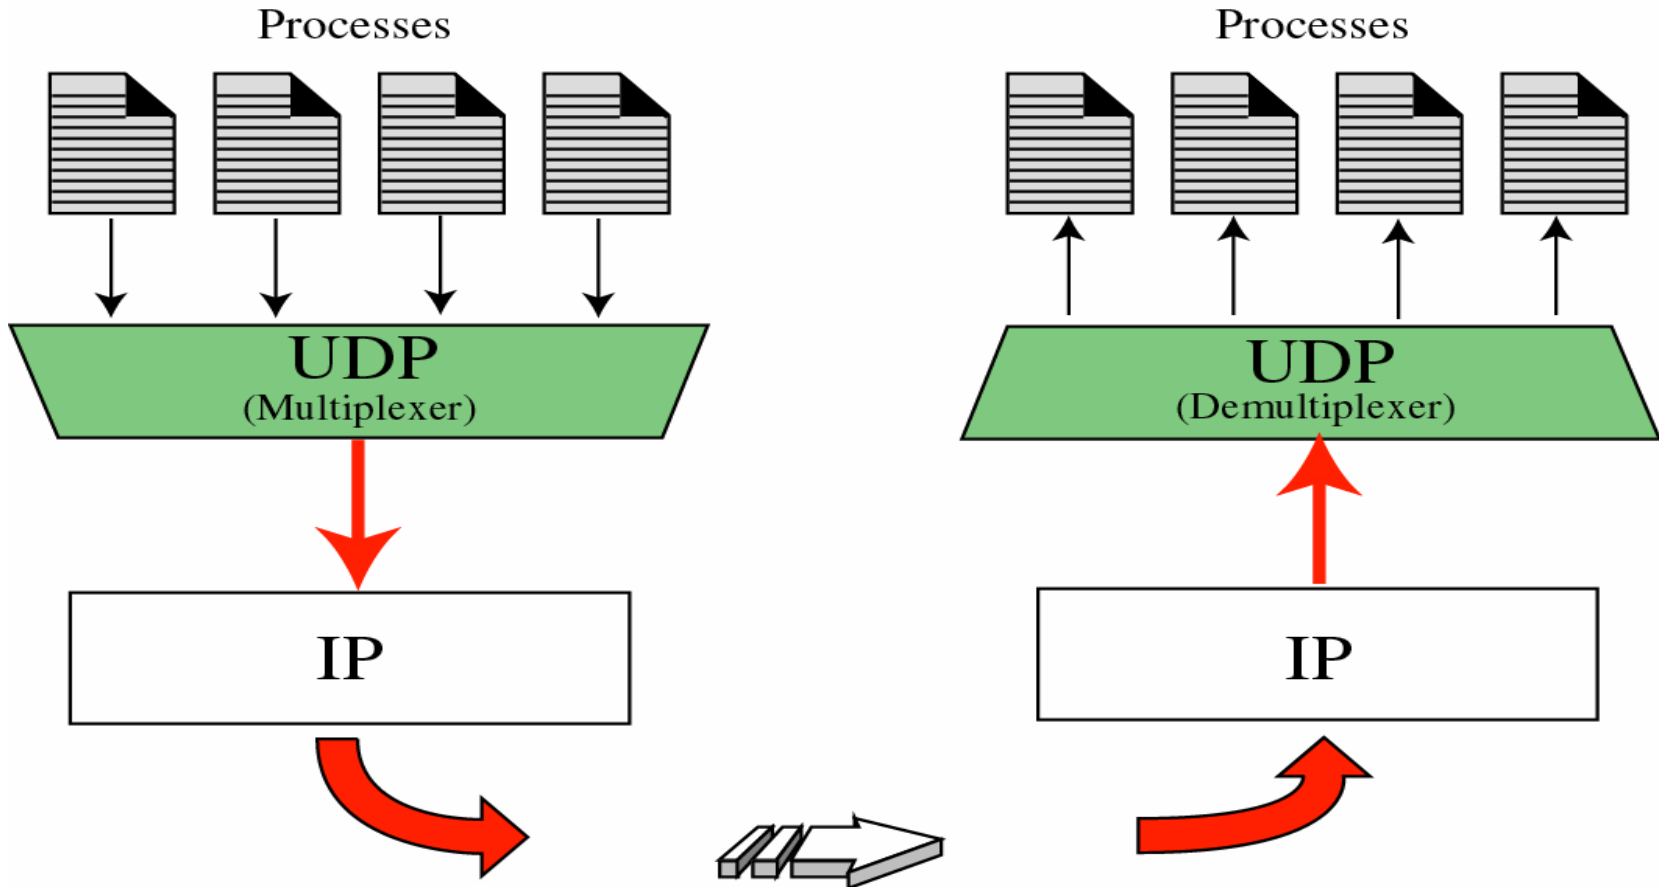 Processes
UDP
(Multiplexer)
IP
Processes
UDP
(Demultiplexer)
IP